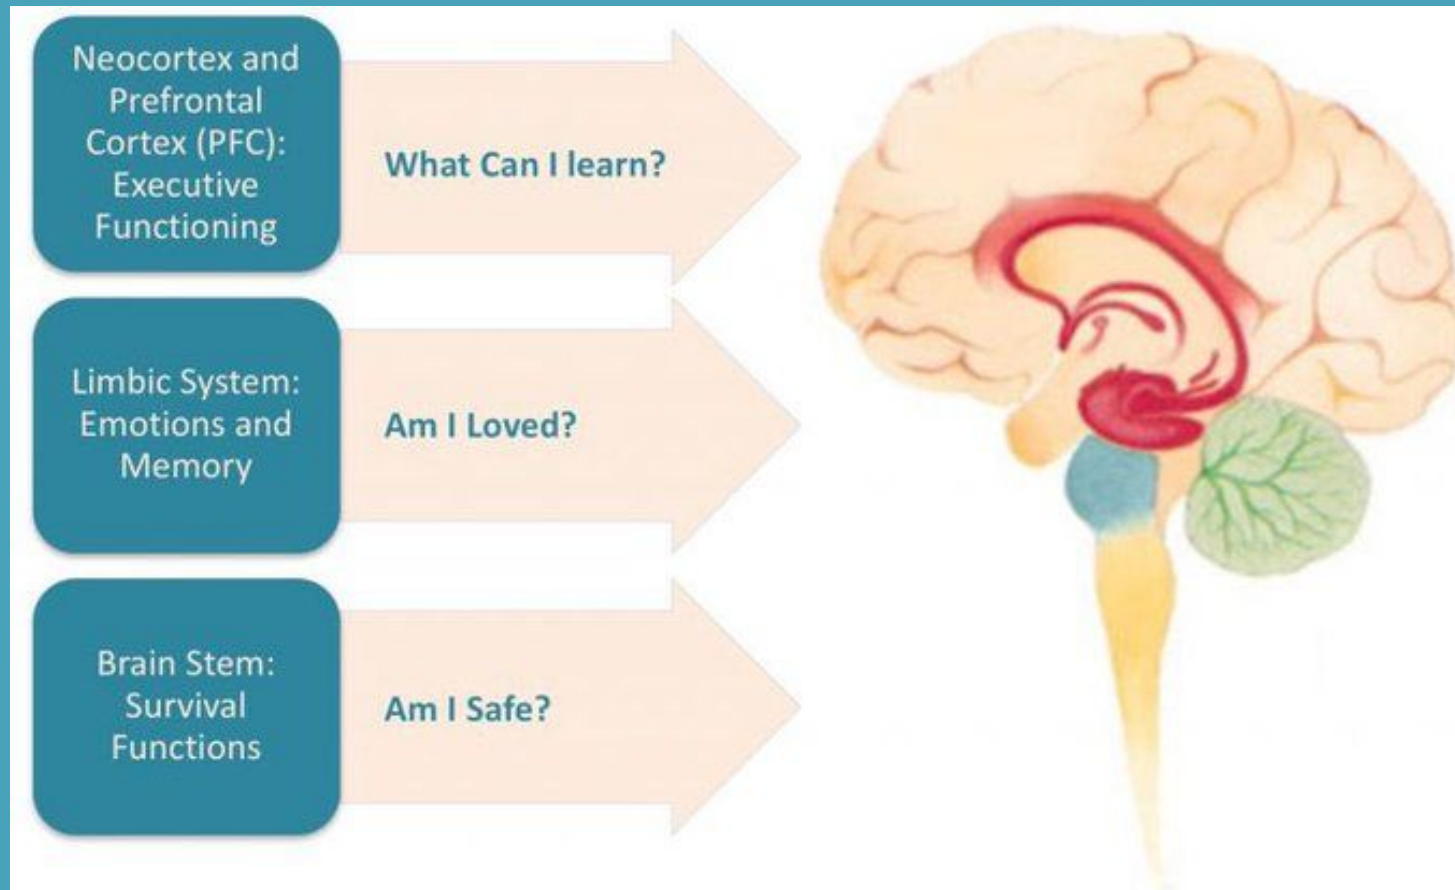 Neocortex and
Prefrontal
Cortex (PFC):
Executive
Functioning
What Can I learn?
Limbic System:
Emotions and
Memory
Am I Loved?
Brain Stem:
Survival
Functions
Am I Safe?